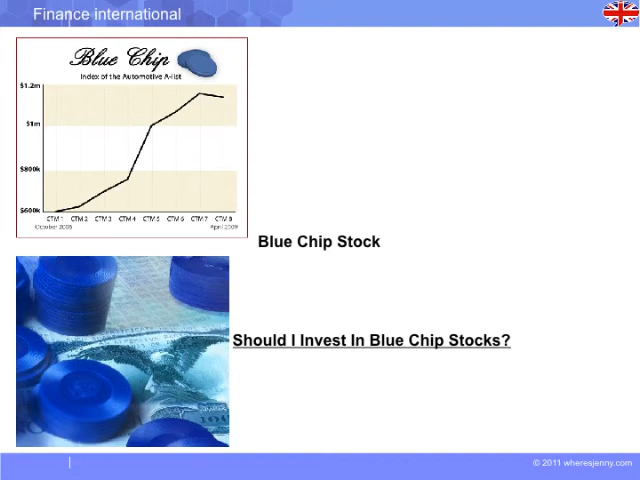 Finance international
Blue Chip
Index of the Automotive A-list
$1.2m
$1m
$800k
$600k
CTM 1 CTM 2 CTM 3 CTM 4 CTM 5 CTM 6 CTM 7 CTM 8
October 2005 April 2009
Blue Chip Stock
Should I Invest In Blue Chip Stocks?
© 2011 wheresjenny.com